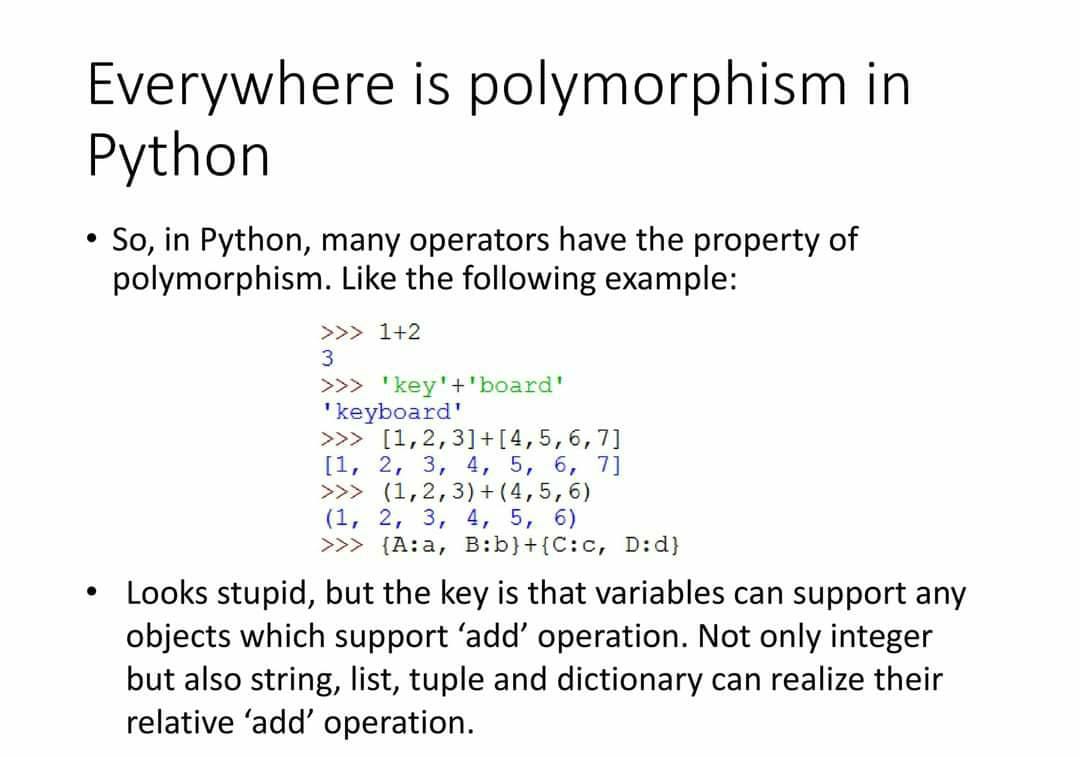 Everywhere is polymorphism in
Python
• So, in Python, many operators have the property of
polymorphism. Like the following example:
>>> 1+2
3
>>> 'key'+'board'
'keyboard'
>>> [1,2,3]+[4,5,6,7]
[1, 2, 3, 4, 5, 6, 7]
>>> (1,2,3)+(4,5,6)
(1, 2, 3, 4, 5, 6)
>>> {A:a, B:b}+{C:c, D:d}
• Looks stupid, but the key is that variables can support any
objects which support ‘add’ operation. Not only integer
but also string, list, tuple and dictionary can realize their
relative ‘add’ operation.